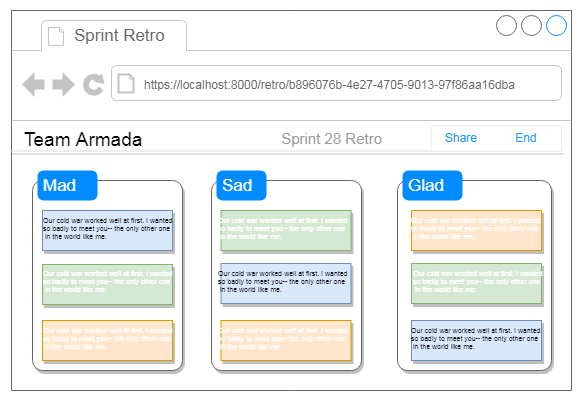 Sprint Retro
https://localhost:8000/retro/b896076b-4e27-4705-9013-97f86aa16dba
Team Armada
Sprint 28 Retro
Share
End
Mad
Our cold war worked well at first. I wanted
so badly to meet you-- the only other one
in the world like me.
Our cold war worked well at first. I wanted
so badly to meet you-- the only other one
in the world like me.
Our cold war worked well at first. I wanted
so badly to meet you-- the only other one
in the world like me.
Sad
Our cold war worked well at first. I wanted
so badly to meet you-- the only other one
in the world like me.
Our cold war worked well at first. I wanted
so badly to meet you-- the only other one
in the world like me.
Our cold war worked well at first. I wanted
so badly to meet you-- the only other one
in the world like me.
Glad
Our cold war worked well at first. I wanted
so badly to meet you-- the only other one
in the world like me.
Our cold war worked well at first. I wanted
so badly to meet you-- the only other one
in the world like me.
Our cold war worked well at first. I wanted
so badly to meet you-- the only other one
in the world like me.